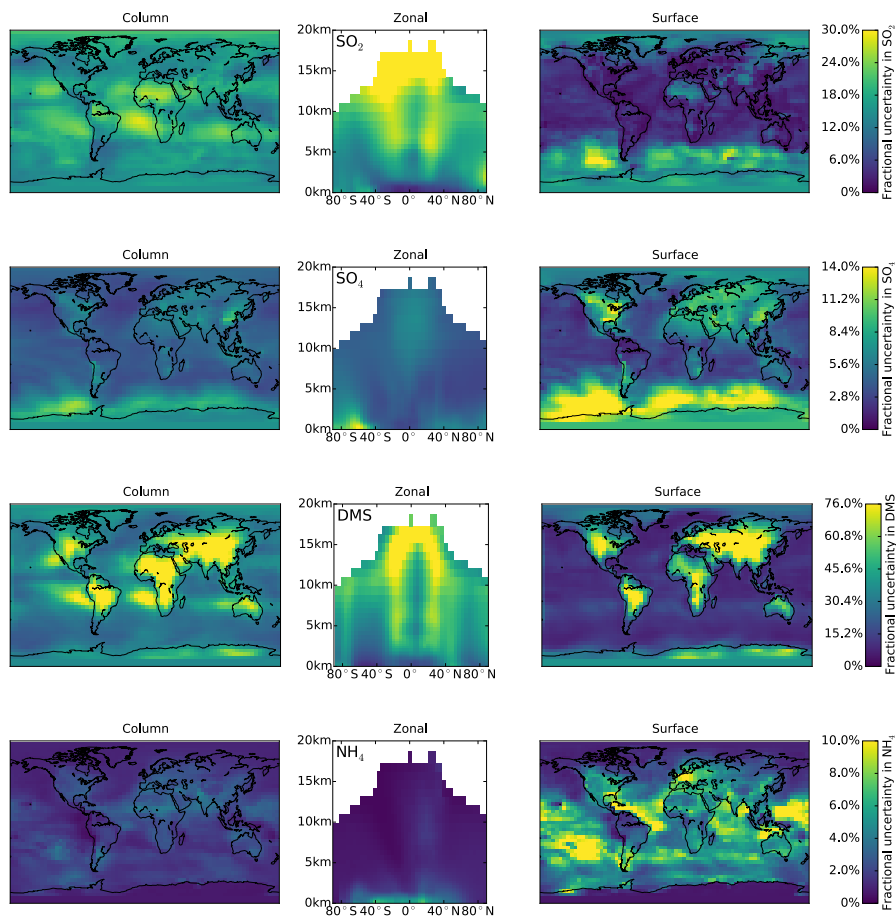 Column Zonal Surface
20km SO₂ 30.0%
15km 24.0%
10km 18.0%
12.0%
5km 6.0%
0km 0%
80°S 40°S 0° 40°N 80°N
Fractional uncertainty in SO₂
Column Zonal Surface
20km SO₄ 14.0%
15km 11.2%
10km 8.4%
5.6%
5km 2.8%
0km 0%
80°S 40°S 0° 40°N 80°N
Fractional uncertainty in SO₄
Column Zonal Surface
20km DMS 76.0%
15km 60.8%
10km 45.6%
30.4%
5km 15.2%
0km 0%
80°S 40°S 0° 40°N 80°N
Fractional uncertainty in DMS
Column Zonal Surface
20km NH₄ 10.0%
15km 8.0%
10km 6.0%
4.0%
5km 2.0%
0km 0%
80°S 40°S 0° 40°N 80°N
Fractional uncertainty in NH₄